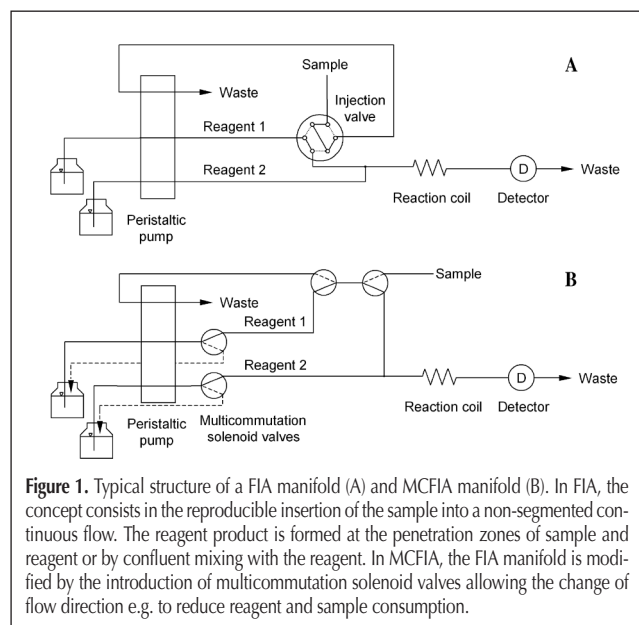 Sample
A
Waste
Injection
valve
Reagent 1
Reagent 2
Waste
Peristaltic
pump
Reaction coil
Detector
D
Sample
B
Waste
Reagent 1
Reagent 2
D
Waste
Peristaltic
pump
Multicommutation
solenoid valves
Reaction coil
Detector
Figure 1. Typical structure of a FIA manifold (A) and MCFIA manifold (B). In FIA, the
concept consists in the reproducible insertion of the sample into a non-segmented con-
tinuous flow. The reagent product is formed at the penetration zones of sample and
reagent or by confluent mixing with the reagent. In MCFIA, the FIA manifold is modi-
fied by the introduction of multicommutation solenoid valves allowing the change of
flow direction e.g. to reduce reagent and sample consumption.